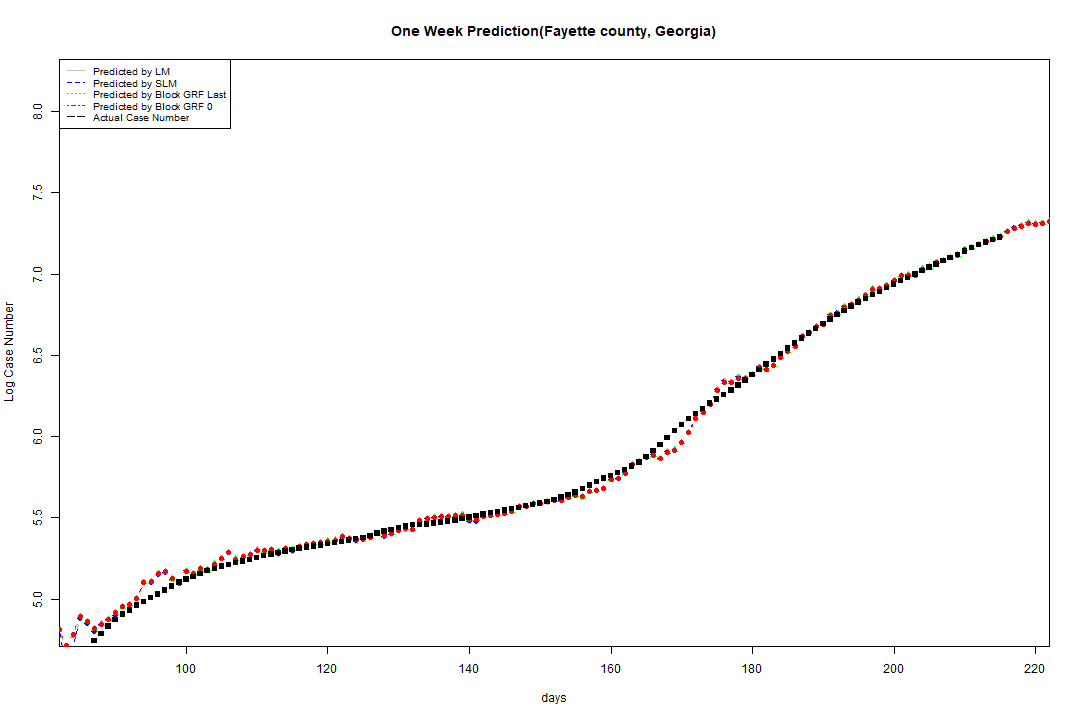 One Week Prediction(Fayette county, Georgia)
Predicted by LM
Predicted by SLM
Predicted by Block GRF Last
Predicted by Block GRF 0
Actual Case Number
8.0
7.5
7.0
6.5
6.0
5.5
5.0
Log Case Number
100 120 140 160 180 200 220
days